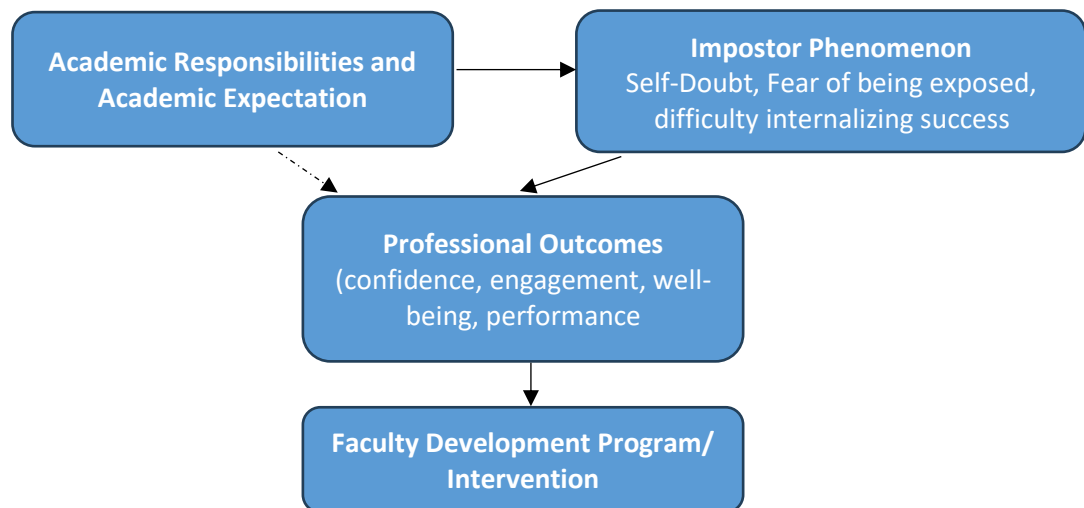 Academic Responsibilities and
Academic Expectation
Impostor Phenomenon
Self-Doubt, Fear of being exposed,
difficulty internalizing success
Professional Outcomes
(confidence, engagement, well-
being, performance
Faculty Development Program/
Intervention